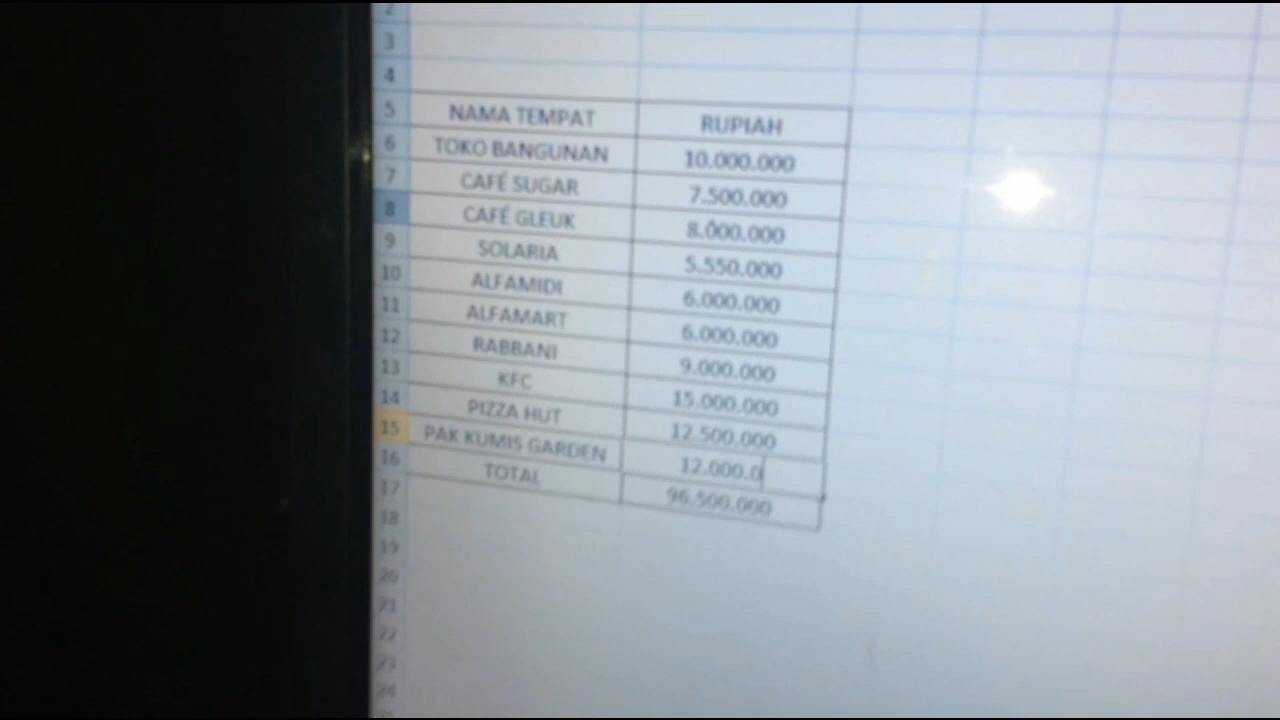 2
3
4
5 NAMA TEMPAT RUPIAH
6 TOKO BANGUNAN 10.000.000
7 CAFÉ SUGAR 7.500.000
8 CAFÉ GLEUK 8.000.000
9 SOLARIA 5.550.000
10 ALFAMIDI 6.000.000
11 ALFAMART 6.000.000
12 RABBANI 9.000.000
13 KFC 15.000.000
14 PIZZA HUT 12.500.000
15 PAK KUMIS GARDEN 12.000.0
16 TOTAL 96.500.000
17
18
19
20
21
22
23
24